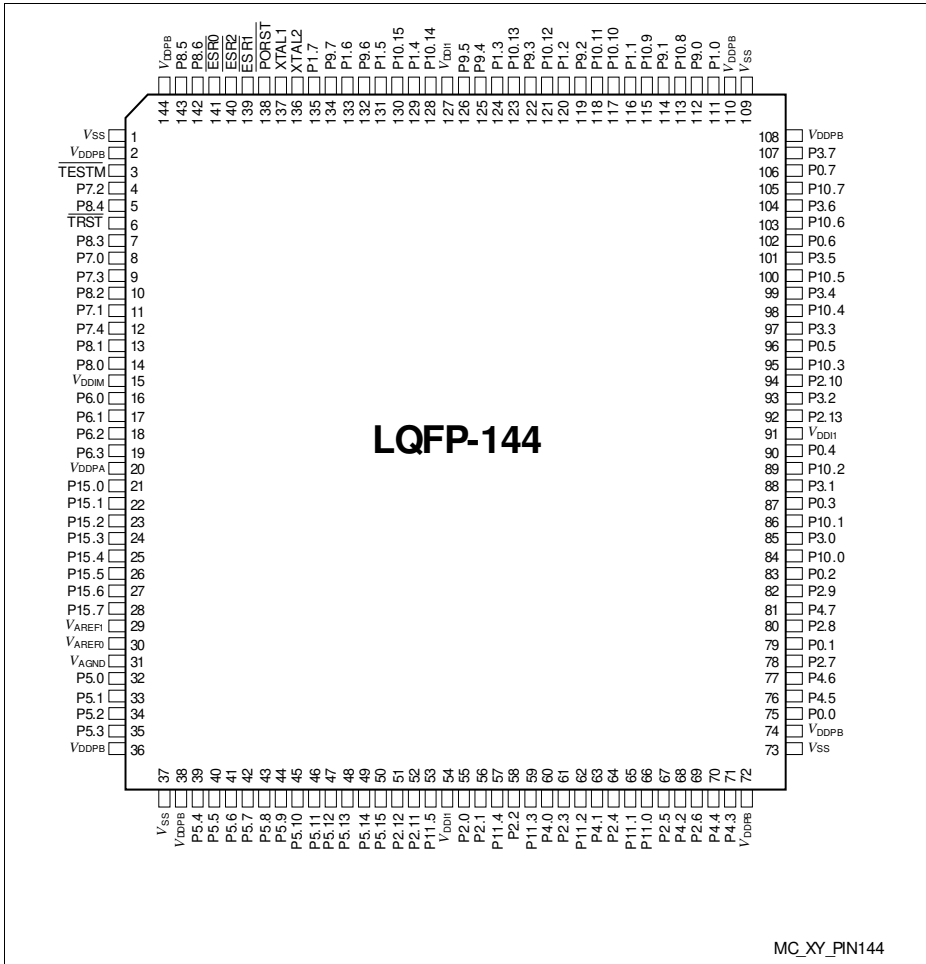 VDDPB P8.5 P8.6 ESR0 ESR2 ESR1 PORST XTAL1 XTAL2 P1.7 P9.7 P1.6 P9.6 P1.5 P10.15 P1.4 P10.14 VDDI1 P9.5 P9.4 P1.3 P10.13 P9.3 P10.12 P1.2 P9.2 P10.11 P10.10 P1.1 P10.9 P9.1 P10.8 P9.0 P1.0 VDDPB VSS
144 143 142 141 140 139 138 137 136 135 134 133 132 131 130 129 128 127 126 125 124 123 122 121 120 119 118 117 116 115 114 113 112 111 110 109
VSS 1
VDDPB 2
TESTM 3
P7.2 4
P8.4 5
TRST 6
P8.3 7
P7.0 8
P7.3 9
P8.2 10
P7.1 11
P7.4 12
P8.1 13
P8.0 14
VDDIM 15
P6.0 16
P6.1 17
P6.2 18
P6.3 19
VDDPA 20
P15.0 21
P15.1 22
P15.2 23
P15.3 24
P15.4 25
P15.5 26
P15.6 27
P15.7 28
VAREF1 29
VAREF0 30
VAGND 31
P5.0 32
P5.1 33
P5.2 34
P5.3 35
VDDPB 36
LQFP-144
108 VDDPB
107 P3.7
106 P0.7
105 P10.7
104 P3.6
103 P10.6
102 P0.6
101 P3.5
100 P10.5
99 P3.4
98 P10.4
97 P3.3
96 P0.5
95 P10.3
94 P2.10
93 P3.2
92 P2.13
91 VDDI1
90 P0.4
89 P10.2
88 P3.1
87 P0.3
86 P10.1
85 P3.0
84 P10.0
83 P0.2
82 P2.9
81 P4.7
80 P2.8
79 P0.1
78 P2.7
77 P4.6
76 P4.5
75 P0.0
74 VDDPB
73 VSS
37 38 39 40 41 42 43 44 45 46 47 48 49 50 51 52 53 54 55 56 57 58 59 60 61 62 63 64 65 66 67 68 69 70 71 72
VSS VDDPB P5.4 P5.5 P5.6 P5.7 P5.8 P5.9 P5.10 P5.11 P5.12 P5.13 P5.14 P5.15 P2.12 P2.11 P11.5 VDDI1 P2.0 P2.1 P11.4 P2.2 P11.3 P4.0 P2.3 P11.2 P4.1 P2.4 P11.1 P11.0 P2.5 P4.2 P2.6 P4.4 P4.3 VDDPB
MC_XY_PIN144